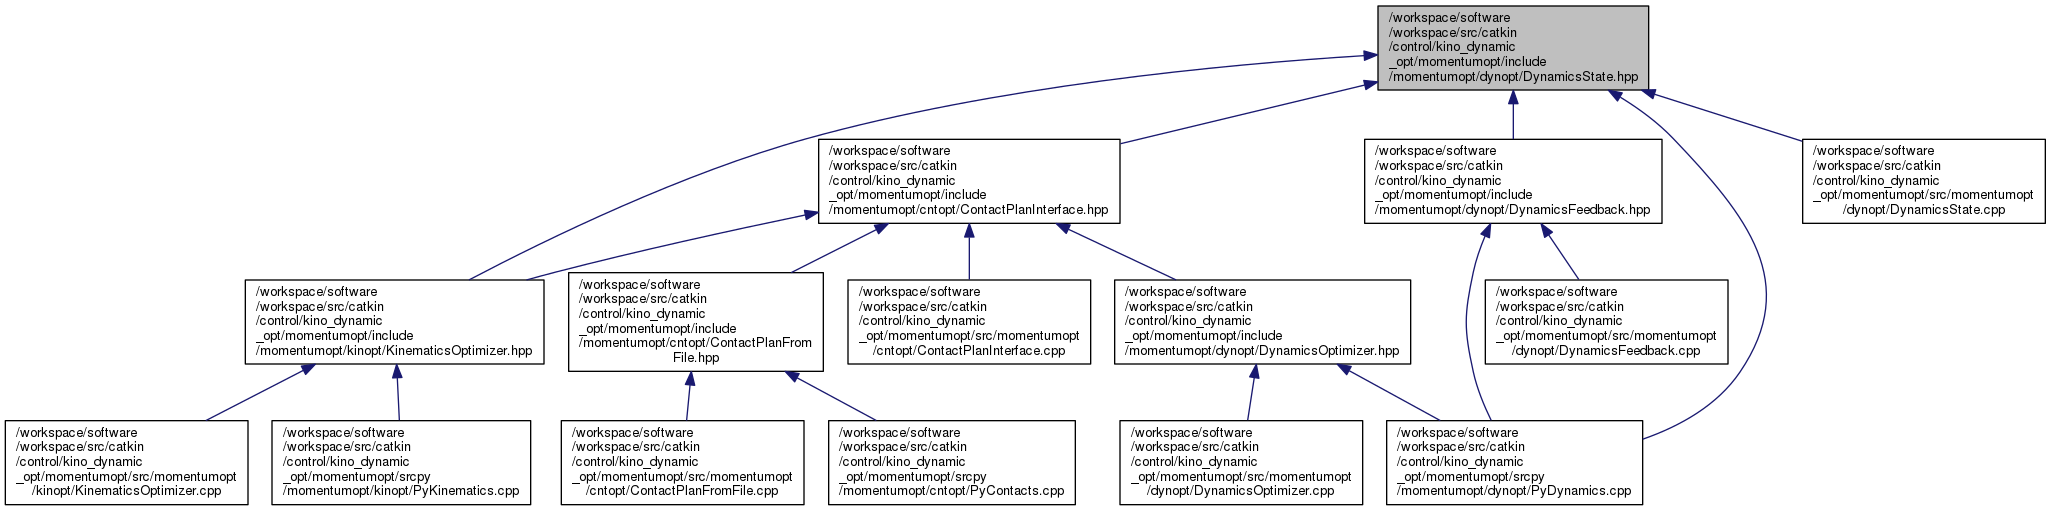 /workspace/software
/workspace/src/catkin
/control/kino_dynamic
_opt/momentumopt/include
/momentumopt/dynopt/DynamicsState.hpp
/workspace/software
/workspace/src/catkin
/control/kino_dynamic
_opt/momentumopt/include
/momentumopt/cntopt/ContactPlanInterface.hpp
/workspace/software
/workspace/src/catkin
/control/kino_dynamic
_opt/momentumopt/include
/momentumopt/dynopt/DynamicsFeedback.hpp
/workspace/software
/workspace/src/catkin
/control/kino_dynamic
_opt/momentumopt/src/momentumopt
/dynopt/DynamicsState.cpp
/workspace/software
/workspace/src/catkin
/control/kino_dynamic
_opt/momentumopt/include
/momentumopt/kinopt/KinematicsOptimizer.hpp
/workspace/software
/workspace/src/catkin
/control/kino_dynamic
_opt/momentumopt/include
/momentumopt/cntopt/ContactPlanFrom
File.hpp
/workspace/software
/workspace/src/catkin
/control/kino_dynamic
_opt/momentumopt/src/momentumopt
/cntopt/ContactPlanInterface.cpp
/workspace/software
/workspace/src/catkin
/control/kino_dynamic
_opt/momentumopt/include
/momentumopt/dynopt/DynamicsOptimizer.hpp
/workspace/software
/workspace/src/catkin
/control/kino_dynamic
_opt/momentumopt/src/momentumopt
/dynopt/DynamicsFeedback.cpp
/workspace/software
/workspace/src/catkin
/control/kino_dynamic
_opt/momentumopt/src/momentumopt
/kinopt/KinematicsOptimizer.cpp
/workspace/software
/workspace/src/catkin
/control/kino_dynamic
_opt/momentumopt/srcpy
/momentumopt/kinopt/PyKinematics.cpp
/workspace/software
/workspace/src/catkin
/control/kino_dynamic
_opt/momentumopt/src/momentumopt
/cntopt/ContactPlanFromFile.cpp
/workspace/software
/workspace/src/catkin
/control/kino_dynamic
_opt/momentumopt/srcpy
/momentumopt/cntopt/PyContacts.cpp
/workspace/software
/workspace/src/catkin
/control/kino_dynamic
_opt/momentumopt/src/momentumopt
/dynopt/DynamicsOptimizer.cpp
/workspace/software
/workspace/src/catkin
/control/kino_dynamic
_opt/momentumopt/srcpy
/momentumopt/dynopt/PyDynamics.cpp